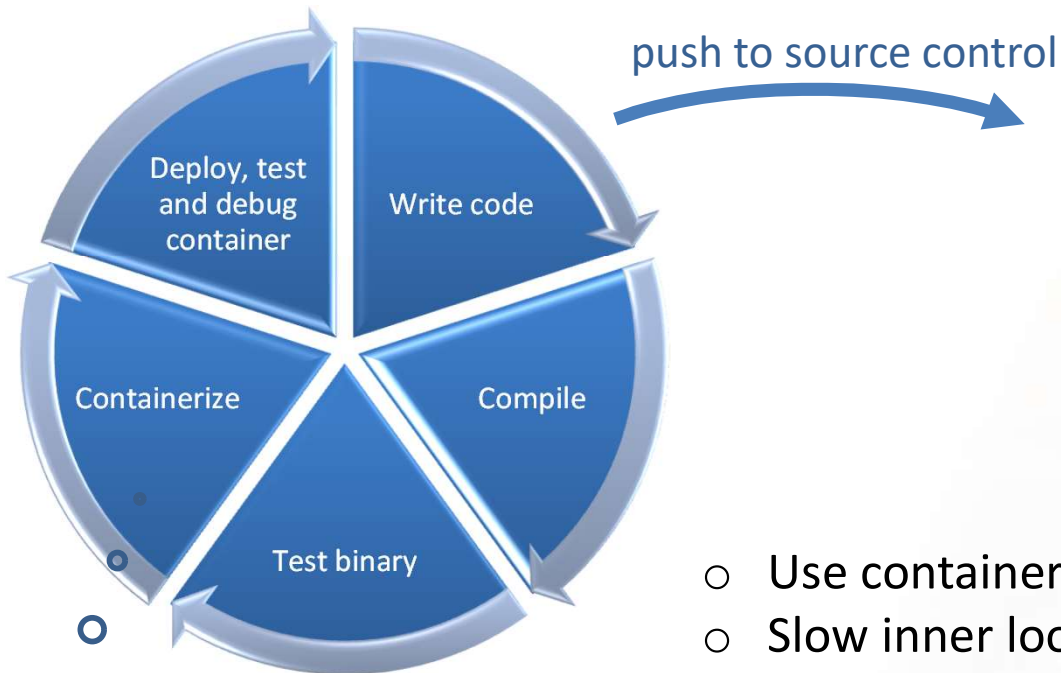 push to source control
Deploy, test
and debug
container
Write code
Containerize
Compile
Test binary
Use container
Slow inner loo